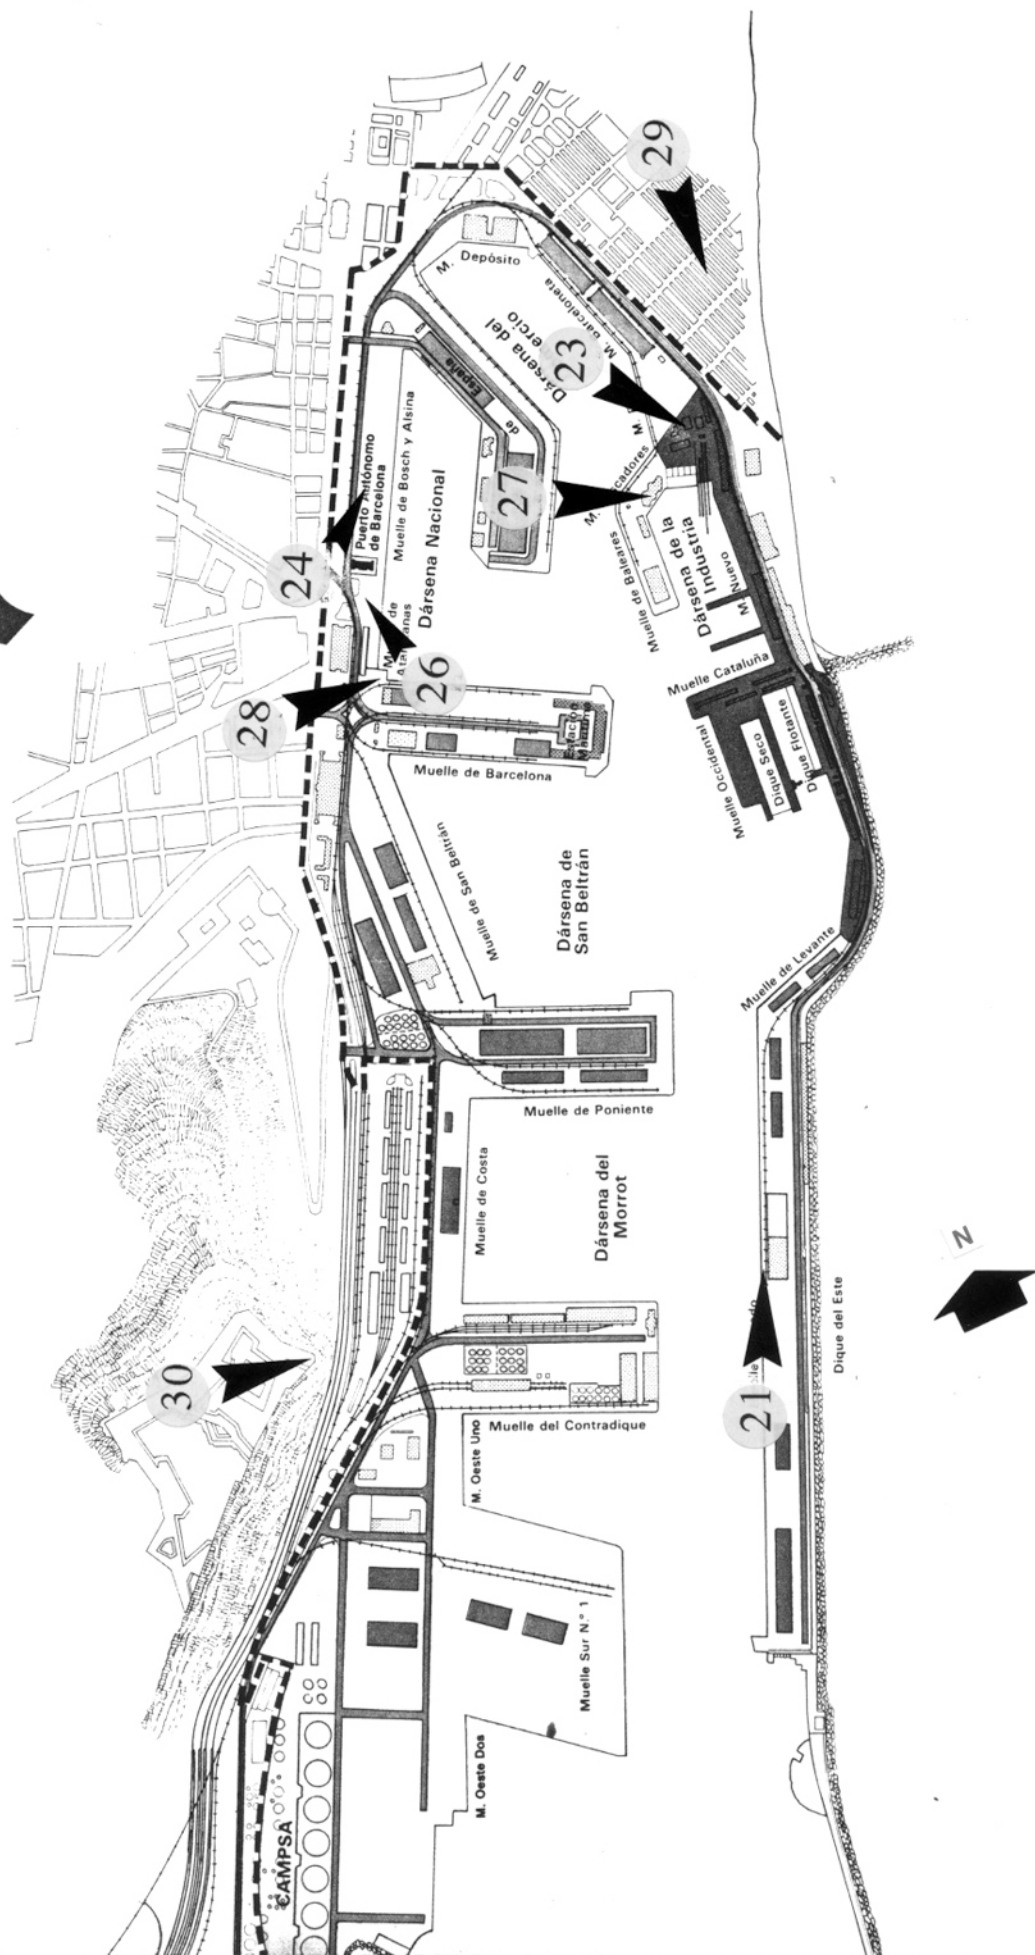 29
M. Depósito
M. Barceloneta
Dársena del
23
España
de
Muelle de Bosch y Alsina
Puerto Autónomo
de Barcelona
Dársena Nacional
27
24
Muelle de Baleares
Dársena de la
Industria
M. Nuevo
26
28
Muelle Cataluña
Estación
Marítima
Muelle de Barcelona
Muelle Occidental
Dique Seco
Dique Flotante
Muelle de San Beltrán
Dársena de
San Beltrán
Muelle de Levante
Muelle de Poniente
Muelle de Costa
Dársena del
Morrot
N
Dique del Este
30
21
Muelle del Contradique
M. Oeste Uno
Muelle Sur N.º 1
M. Oeste Dos
CAMPSA